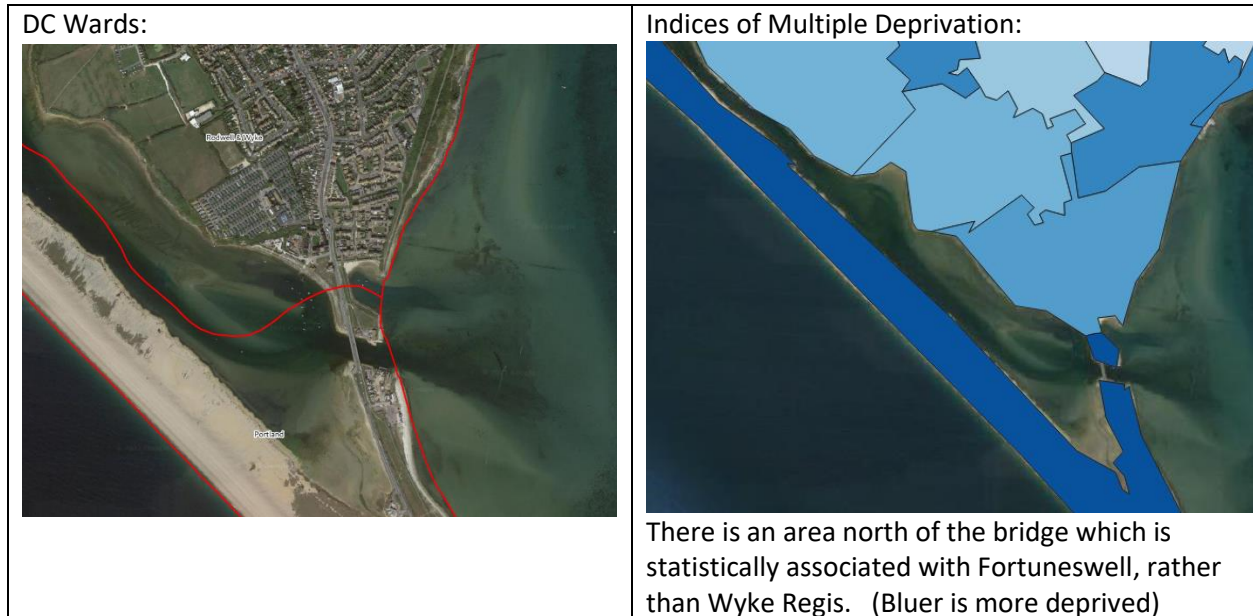 DC Wards:
Rodwell & Wyke
Portland
Indices of Multiple Deprivation:
There is an area north of the bridge which is
statistically associated with Fortuneswell, rather
than Wyke Regis.   (Bluer is more deprived)